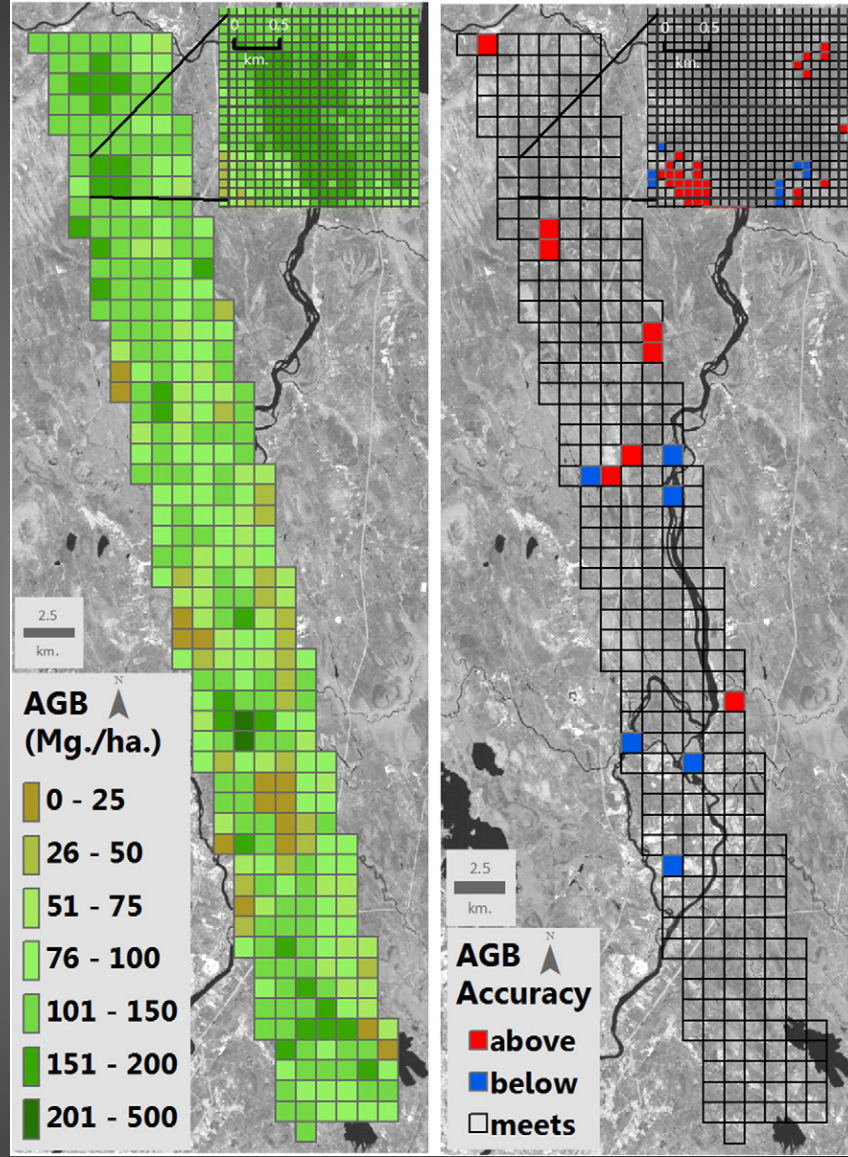 0 0.5
km.
2.5
km.
N
AGB
(Mg./ha.)
0 - 25
26 - 50
51 - 75
76 - 100
101 - 150
151 - 200
201 - 500
0 0.5
km.
2.5
km.
N
AGB
Accuracy
above
below
meets